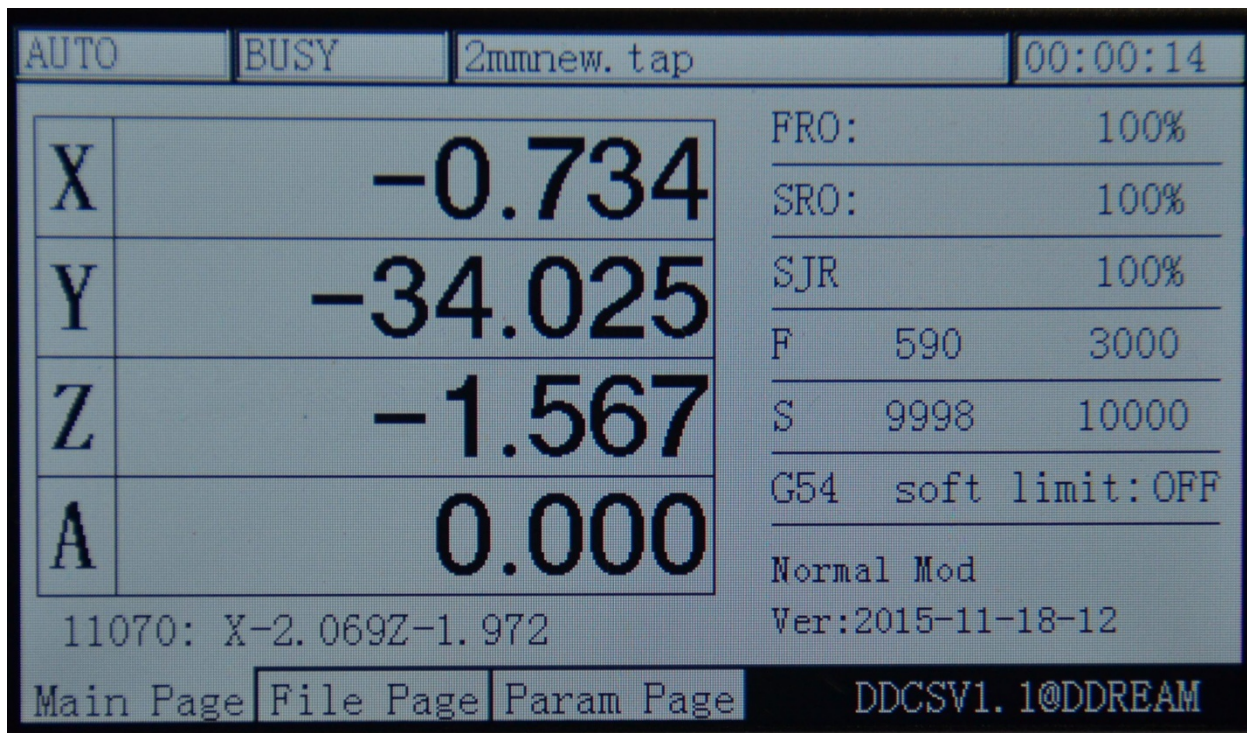 AUTO BUSY 2mmnew.tap 00:00:14
X -0.734
Y -34.025
Z -1.567
A 0.000
11070: X-2.069Z-1.972
FRO: 100%
SRO: 100%
SJR 100%
F 590 3000
S 9998 10000
G54 soft limit:OFF
Normal Mod
Ver:2015-11-18-12
Main Page File Page Param Page DDCSV1.1@DDREAM